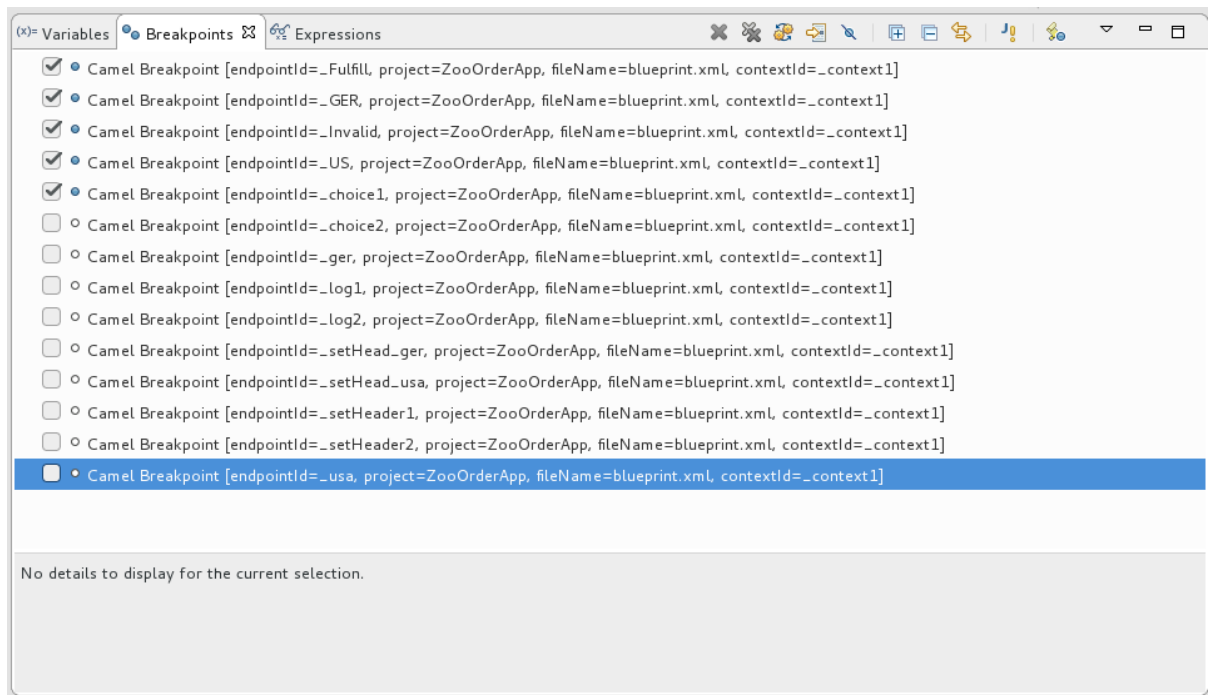 (x)= Variables Breakpoints Expressions
Camel Breakpoint [endpointId=_Fulfill, project=ZooOrderApp, fileName=blueprint.xml, contextId=_context1]
Camel Breakpoint [endpointId=_GER, project=ZooOrderApp, fileName=blueprint.xml, contextId=_context1]
Camel Breakpoint [endpointId=_Invalid, project=ZooOrderApp, fileName=blueprint.xml, contextId=_context1]
Camel Breakpoint [endpointId=_US, project=ZooOrderApp, fileName=blueprint.xml, contextId=_context1]
Camel Breakpoint [endpointId=_choice1, project=ZooOrderApp, fileName=blueprint.xml, contextId=_context1]
Camel Breakpoint [endpointId=_choice2, project=ZooOrderApp, fileName=blueprint.xml, contextId=_context1]
Camel Breakpoint [endpointId=_ger, project=ZooOrderApp, fileName=blueprint.xml, contextId=_context1]
Camel Breakpoint [endpointId=_log1, project=ZooOrderApp, fileName=blueprint.xml, contextId=_context1]
Camel Breakpoint [endpointId=_log2, project=ZooOrderApp, fileName=blueprint.xml, contextId=_context1]
Camel Breakpoint [endpointId=_setHead_ger, project=ZooOrderApp, fileName=blueprint.xml, contextId=_context1]
Camel Breakpoint [endpointId=_setHead_usa, project=ZooOrderApp, fileName=blueprint.xml, contextId=_context1]
Camel Breakpoint [endpointId=_setHeader1, project=ZooOrderApp, fileName=blueprint.xml, contextId=_context1]
Camel Breakpoint [endpointId=_setHeader2, project=ZooOrderApp, fileName=blueprint.xml, contextId=_context1]
Camel Breakpoint [endpointId=_usa, project=ZooOrderApp, fileName=blueprint.xml, contextId=_context1]
No details to display for the current selection.